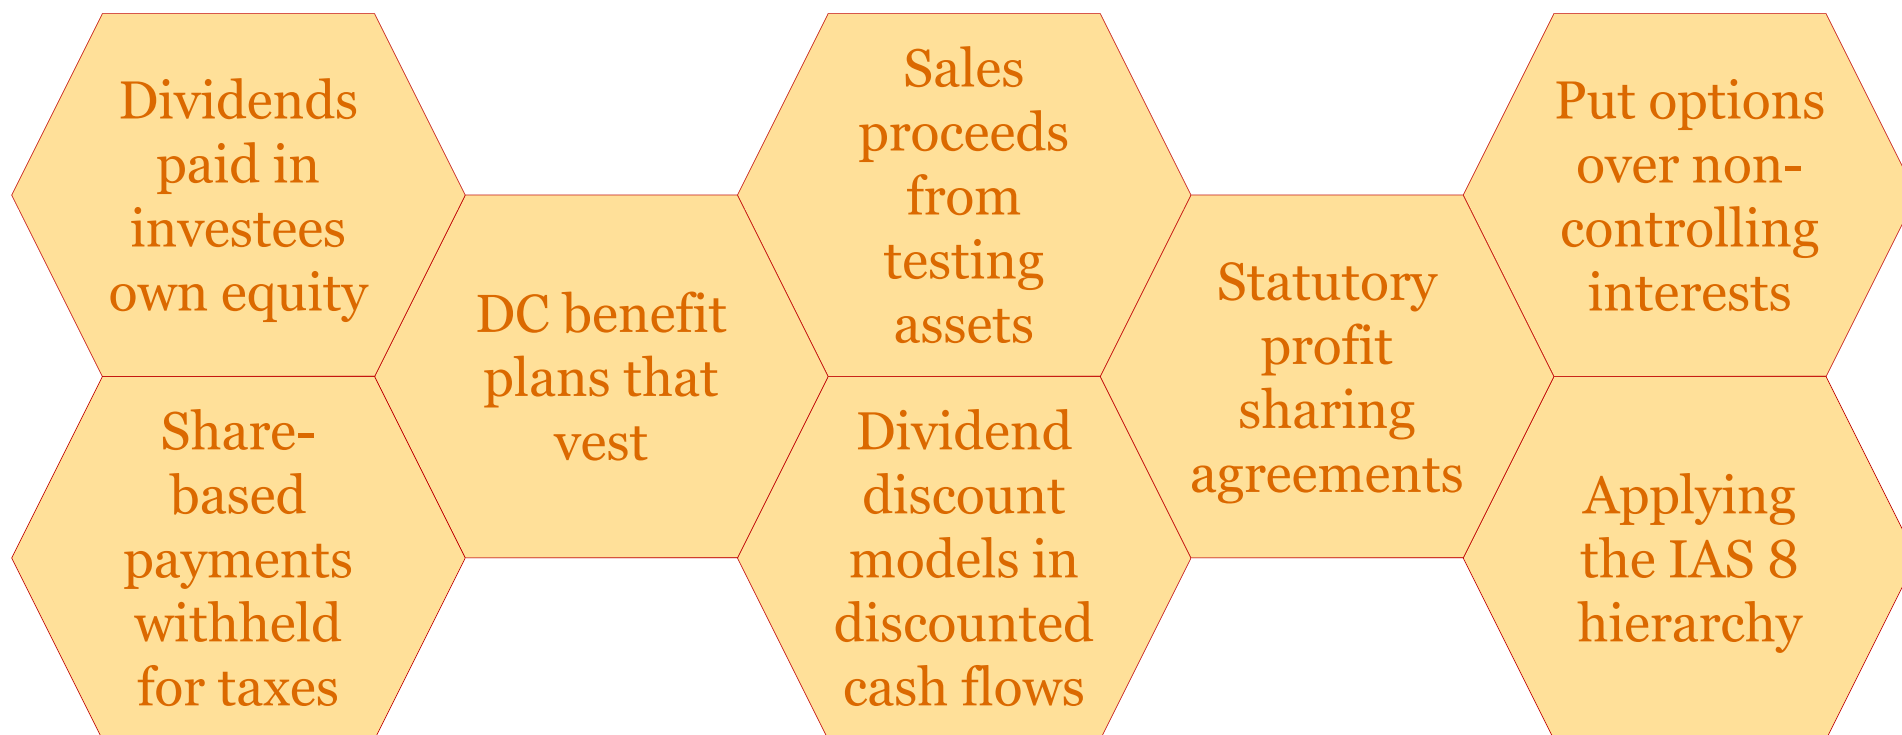 Dividends
paid in
investees
own equity
Share-
based
payments
withheld
for taxes
DC benefit
plans that
vest
Sales
proceeds
from
testing
assets
Dividend
discount
models in
discounted
cash flows
Statutory
profit
sharing
agreements
Put options
over non-
controlling
interests
Applying
the IAS 8
hierarchy